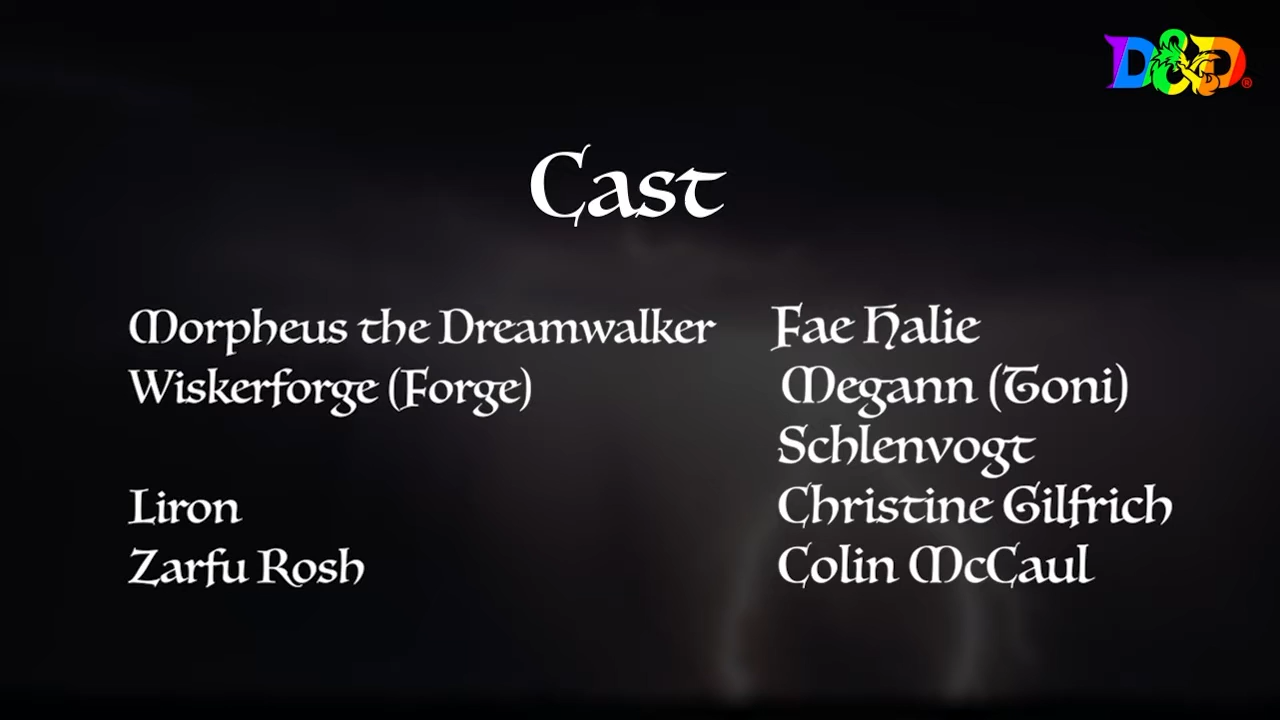 D&D®
Cast
Morpheus the Dreamwalker Fae Halie
Wiskerforge (Forge) Megann (Toni)
Schlenvogt
Liron Christine Gilfrich
Zarfu Rosh Colin McCaul